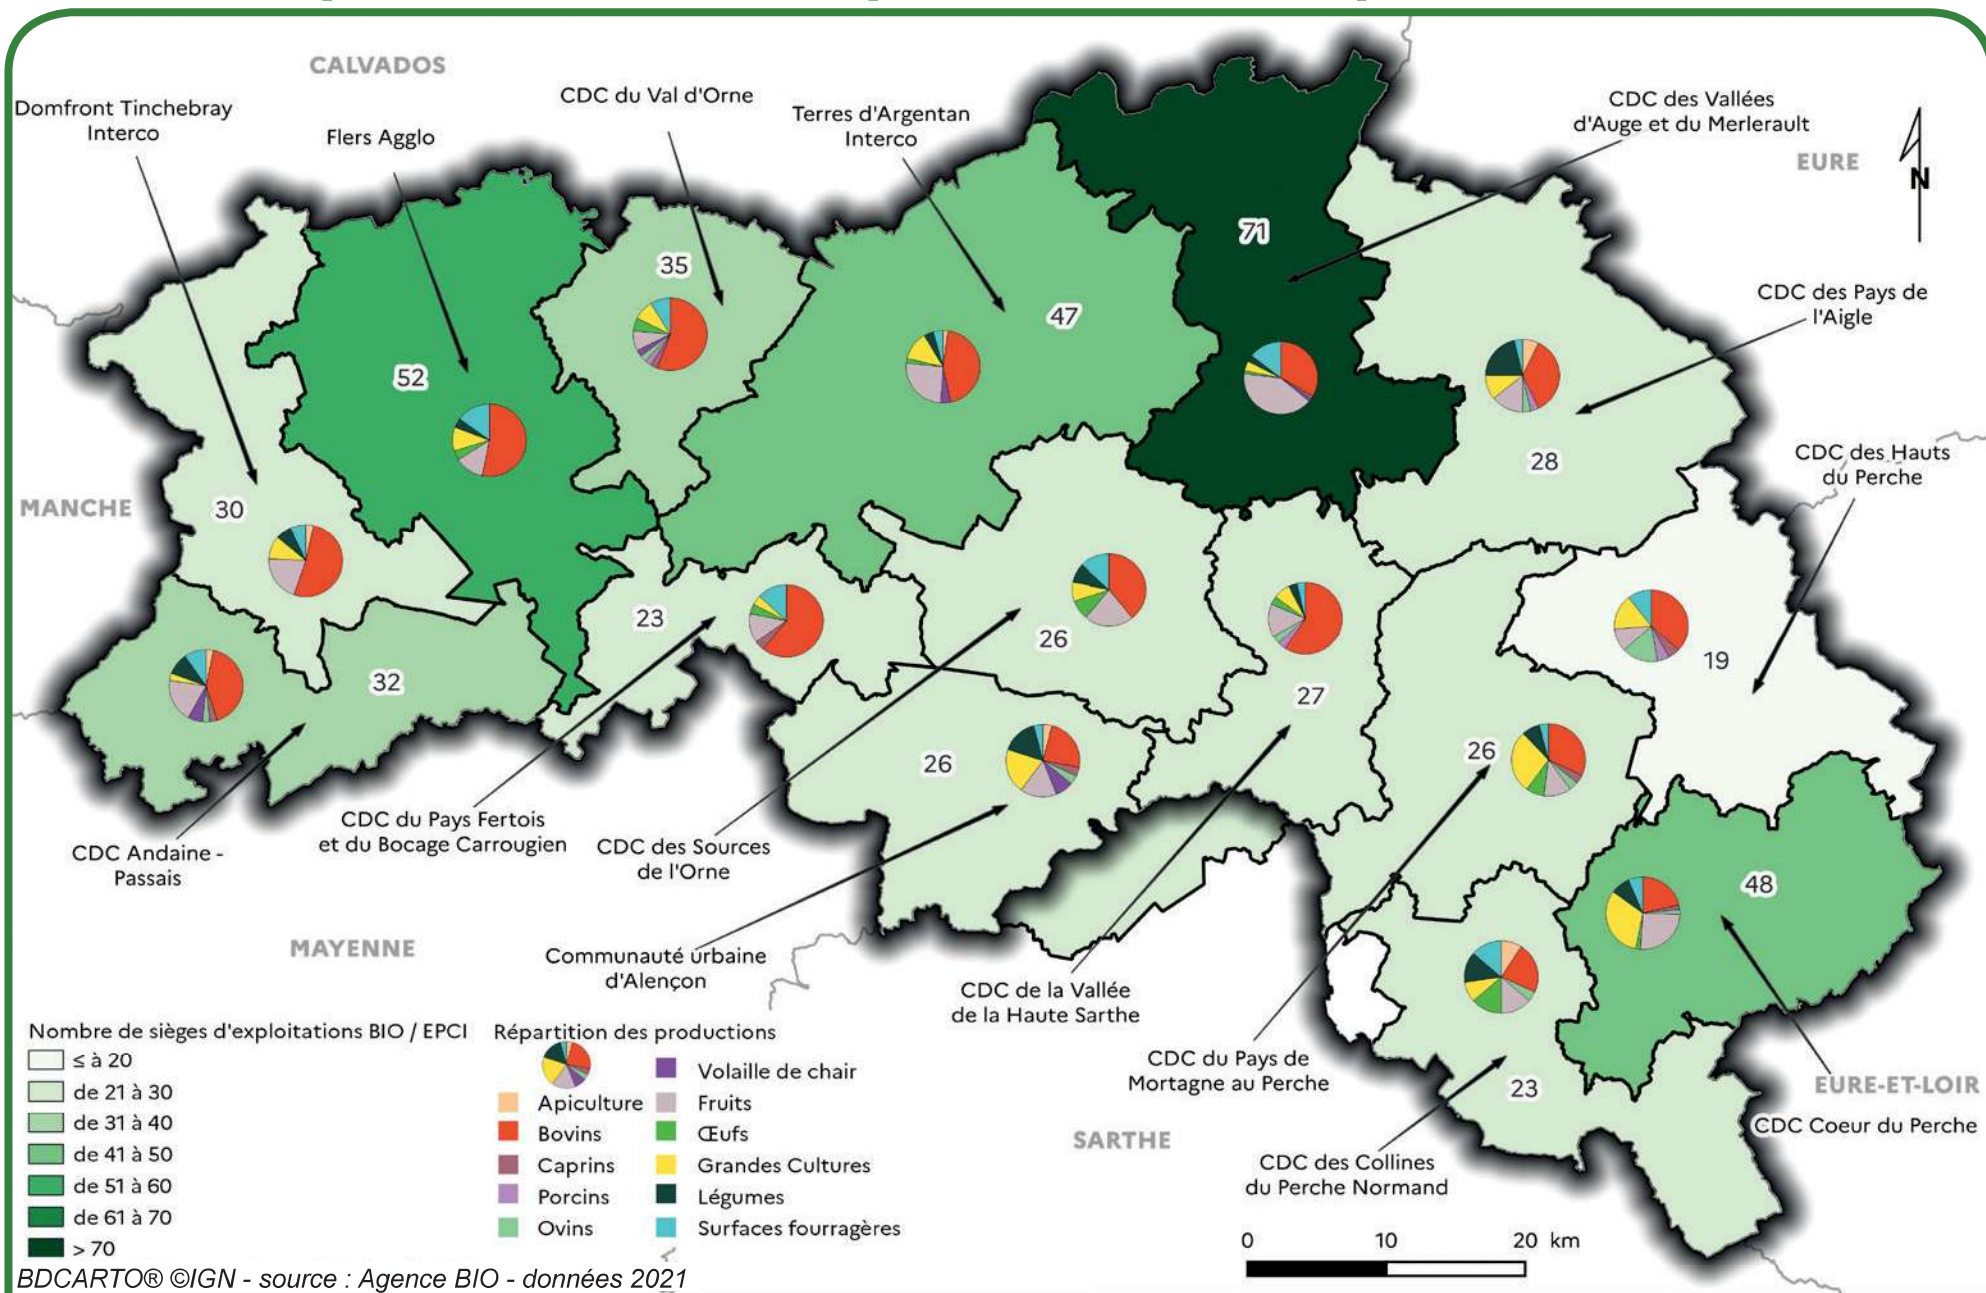 CALVADOS
Domfront Tinchebray
Interco
Flers Agglo
CDC du Val d'Orne
Terres d'Argentan
Interco
CDC des Vallées
d'Auge et du Merlerault
EURE
N
CDC des Pays de
l'Aigle
CDC des Hauts
du Perche
MANCHE
71
35
47
52
28
30
23
26
19
32
27
26
26
48
23
CDC Andaine -
Passais
CDC du Pays Fertois
et du Bocage Carrougien
CDC des Sources
de l'Orne
MAYENNE
Communauté urbaine
d'Alençon
CDC de la Vallée
de la Haute Sarthe
CDC du Pays de
Mortagne au Perche
SARTHE
CDC des Collines
du Perche Normand
EURE-ET-LOIR
CDC Coeur du Perche
Nombre de sièges d'exploitations BIO / EPCI
≤ à 20
de 21 à 30
de 31 à 40
de 41 à 50
de 51 à 60
de 61 à 70
> 70
Répartition des productions
Apiculture
Bovins
Caprins
Porcins
Ovins
Volaille de chair
Fruits
Œufs
Grandes Cultures
Légumes
Surfaces fourragères
0 10 20 km
BDCARTO® ©IGN - source : Agence BIO - données 2021